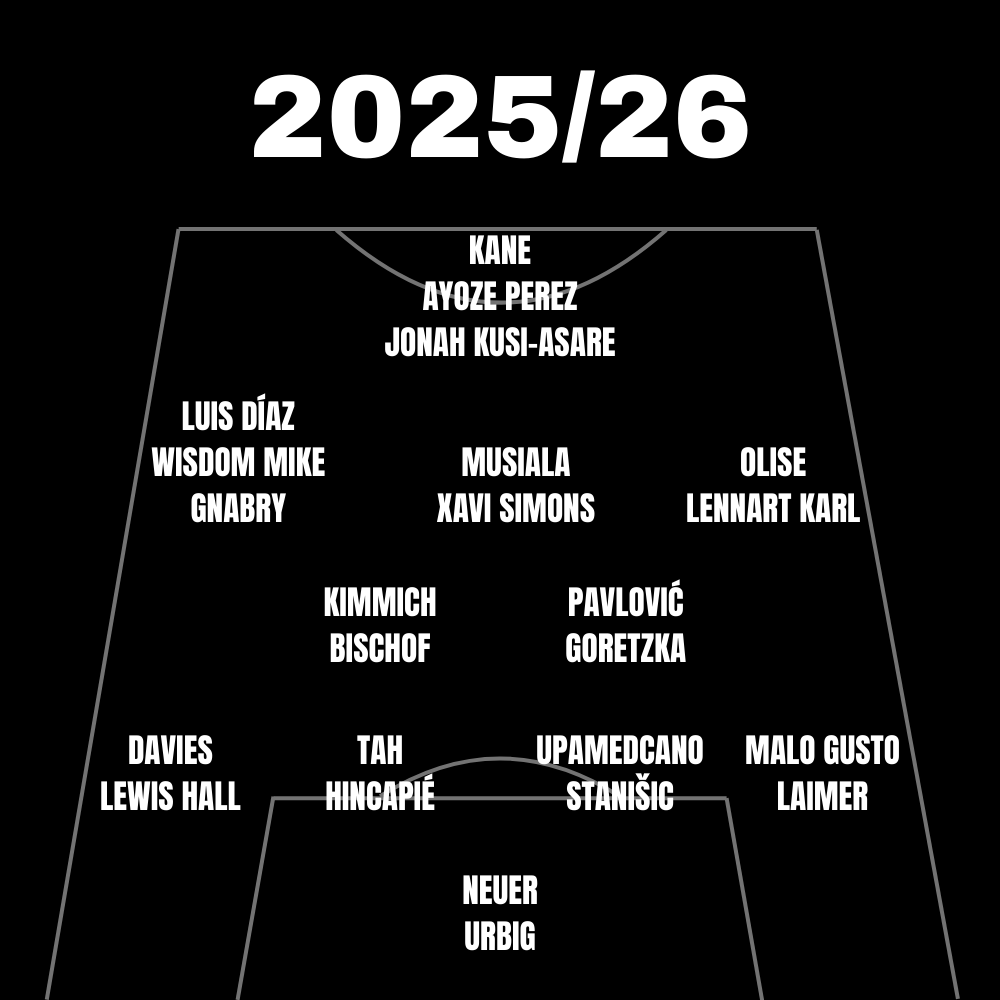 2025/26
KANE
AYOZE PEREZ
JONAH KUSI-ASARE
LUIS DÍAZ
WISDOM MIKE
GNABRY
MUSIALA
XAVI SIMONS
OLISE
LENNART KARL
KIMMICH
BISCHOF
PAVLOVIĆ
GORETZKA
DAVIES
LEWIS HALL
TAH
HINCAPIÉ
UPAMEDCANO
STANIŠIC
MALO GUSTO
LAIMER
NEUER
URBIG